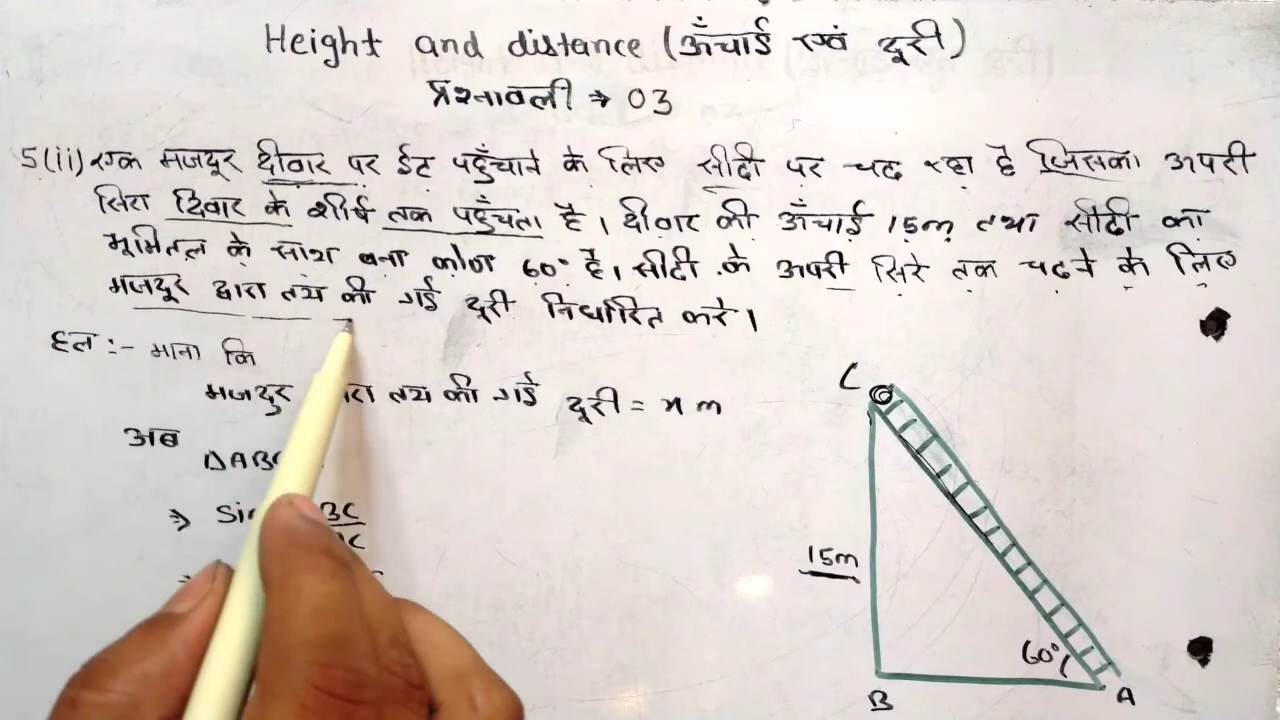 Height and distance (ऊँचाई एवं दूरी)
प्रश्नावली ⇒ 03
5(ii) एक मजदूर दीवार पर ईट पहुँचाने के लिए सीढी पर चढ रहा है जिसका ऊपरी
सिरा दिवार के शीर्ष तक पहुँचता है। दीवार की ऊँचाई 15m तथा सीढी का
भूमितल के साथ बना कोण 60° है। सीढी के ऊपरी सिरे तक चढ़ने के लिए
मजदूर द्वारा तय की गई दूरी निर्धारित करे।
हल :- माना कि
मजदुर तय की गई दूरी = x m
अब
⇒ BC
C
15m
60°
B
A